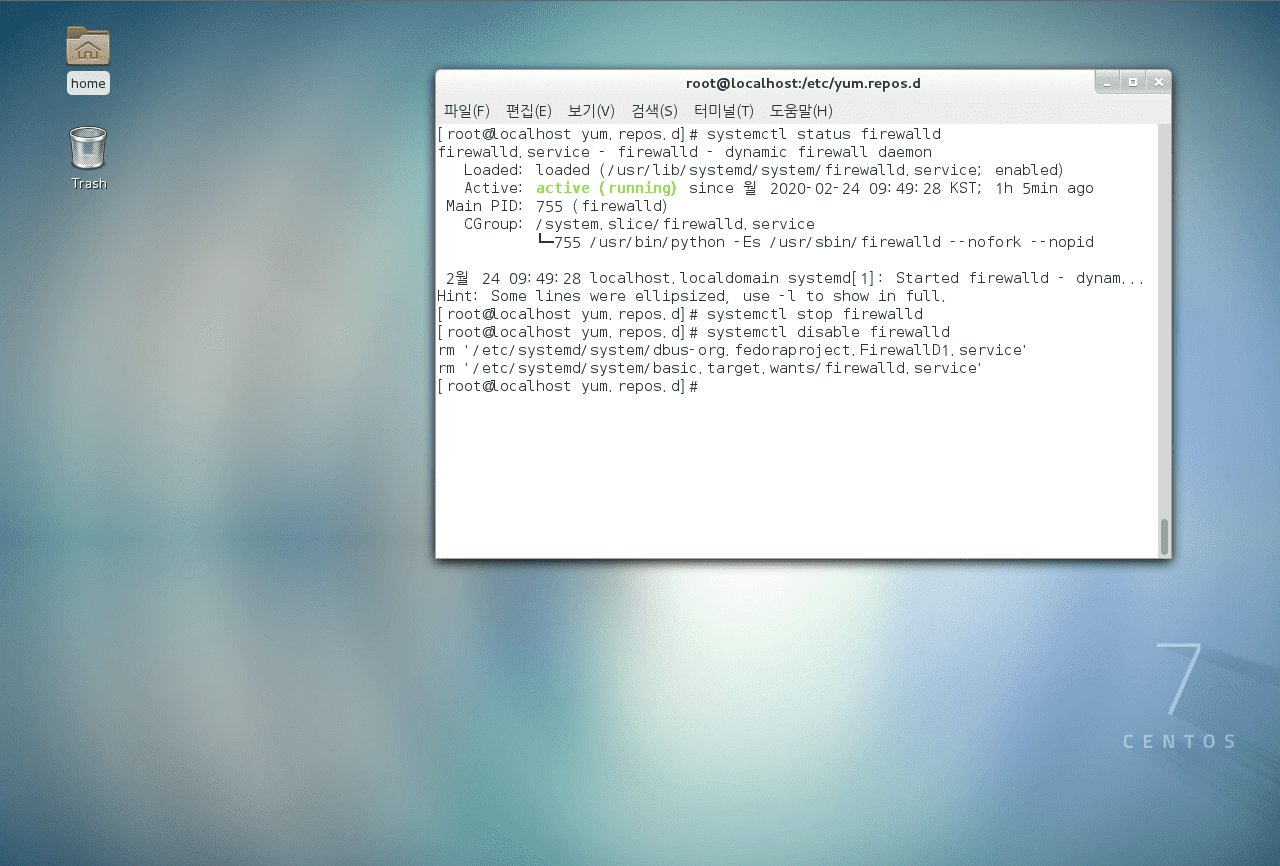 home
Trash
root@localhost:/etc/yum.repos.d
파일(F) 편집(E) 보기(V) 검색(S) 터미널(T) 도움말(H)
[root@localhost yum.repos.d]# systemctl status firewalld
firewalld.service - firewalld - dynamic firewall daemon
Loaded: loaded (/usr/lib/systemd/system/firewalld.service; enabled)
Active: active (running) since 월 2020-02-24 09:49:28 KST; 1h 5min ago
Main PID: 755 (firewalld)
CGroup: /system.slice/firewalld.service
└─755 /usr/bin/python -Es /usr/sbin/firewalld --nofork --nopid
2월 24 09:49:28 localhost.localdomain systemd[1]: Started firewalld - dynam...
Hint: Some lines were ellipsized, use -l to show in full.
[root@localhost yum.repos.d]# systemctl stop firewalld
[root@localhost yum.repos.d]# systemctl disable firewalld
rm '/etc/systemd/system/dbus-org.fedoraproject.FirewallD1.service'
rm '/etc/systemd/system/basic.target.wants/firewalld.service'
[root@localhost yum.repos.d]#
7
CENTOS